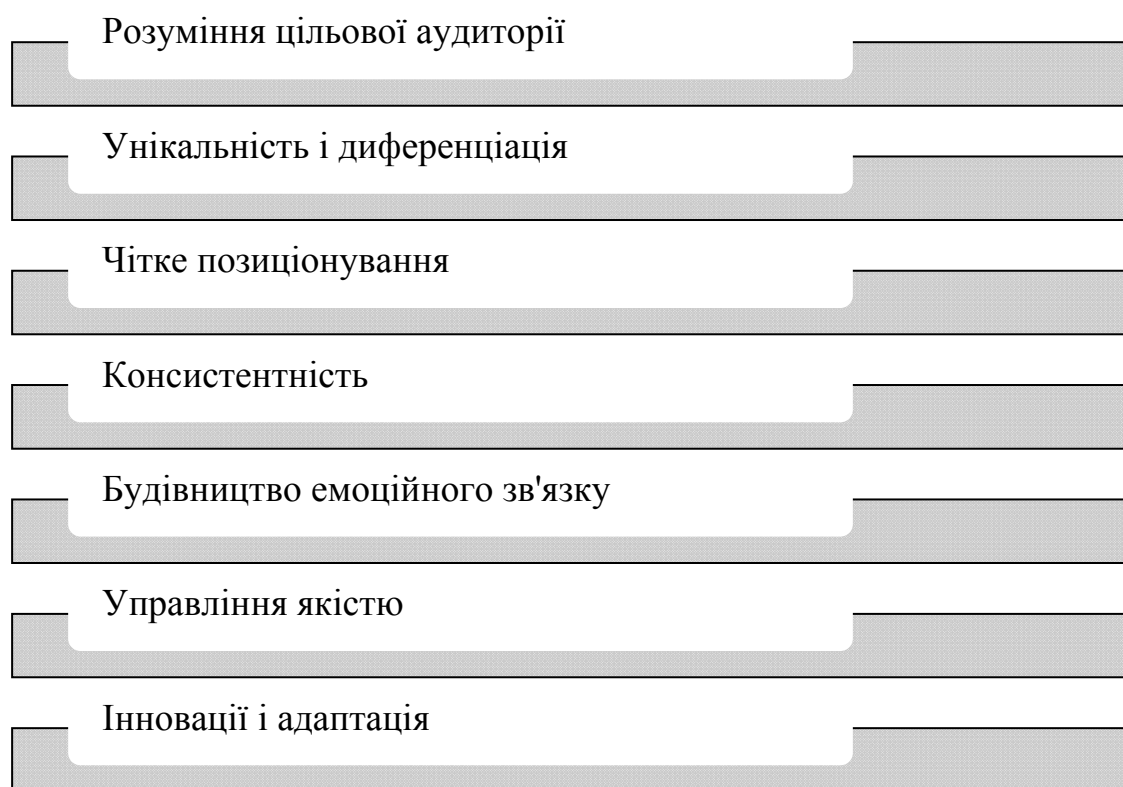 Розуміння цільової аудиторії
Унікальність і диференціація
Чітке позиціонування
Консистентність
Будівництво емоційного зв'язку
Управління якістю
Інновації і адаптація